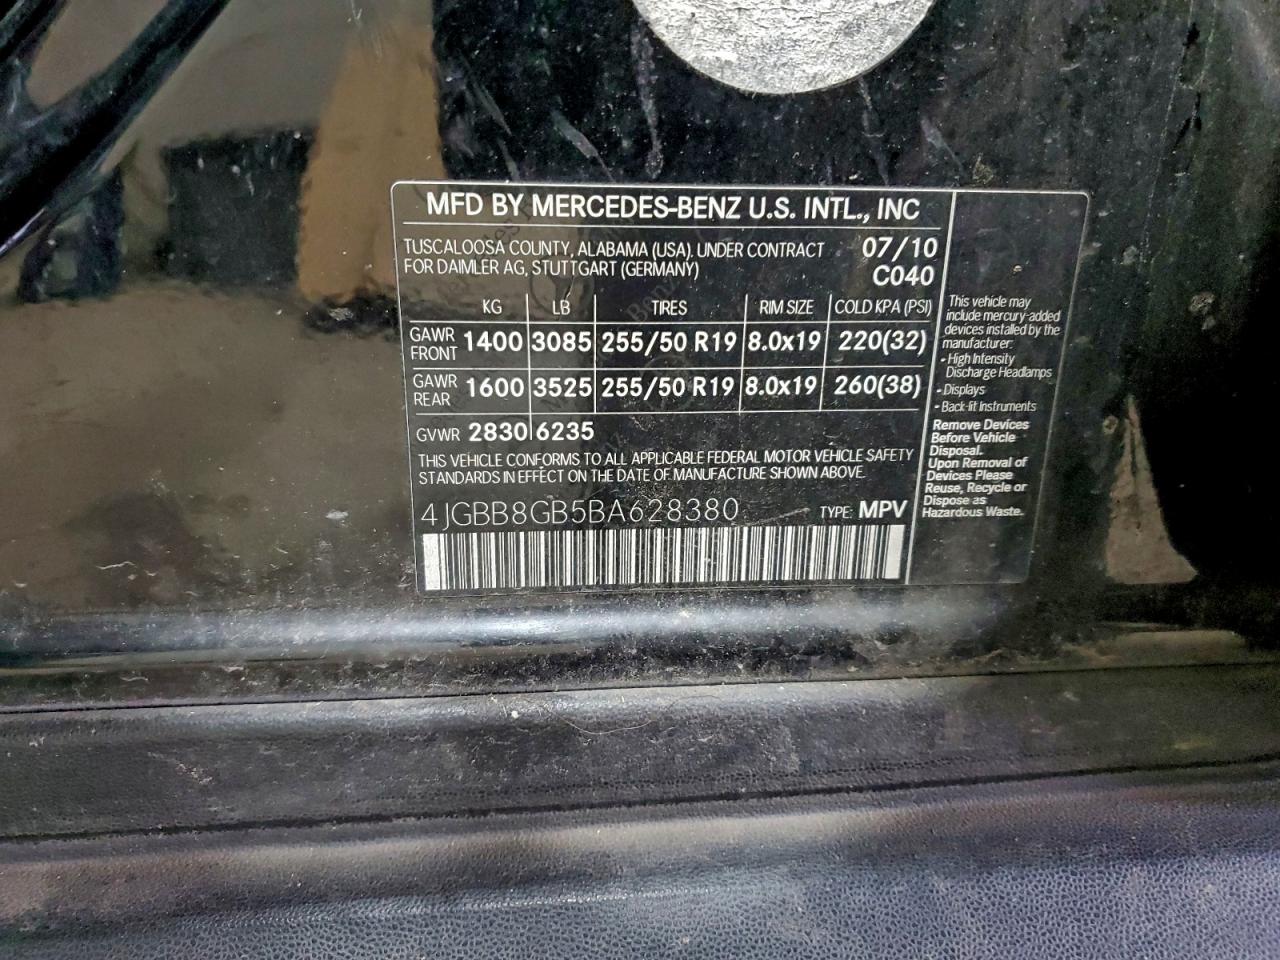 MFD BY MERCEDES-BENZ U.S. INTL., INC
TUSCALOOSA COUNTY, ALABAMA (USA). UNDER CONTRACT 07/10
FOR DAIMLER AG, STUTTGART (GERMANY) C040
KG LB TIRES RIM SIZE COLD KPA (PSI)
GAWR FRONT 1400 3085 255/50 R19 8.0x19 220(32)
GAWR REAR 1600 3525 255/50 R19 8.0x19 260(38)
GVWR 2830 6235
THIS VEHICLE CONFORMS TO ALL APPLICABLE FEDERAL MOTOR VEHICLE SAFETY
STANDARDS IN EFFECT ON THE DATE OF MANUFACTURE SHOWN ABOVE.
4JGBB8GB5BA628380 TYPE: MPV
This vehicle may
include mercury-added
devices installed by the
manufacturer:
- High Intensity
Discharge Headlamps
- Displays
- Back-lit Instruments
Remove Devices
Before Vehicle
Disposal.
Upon Removal of
Devices Please
Reuse, Recycle or
Dispose as
Hazardous Waste.